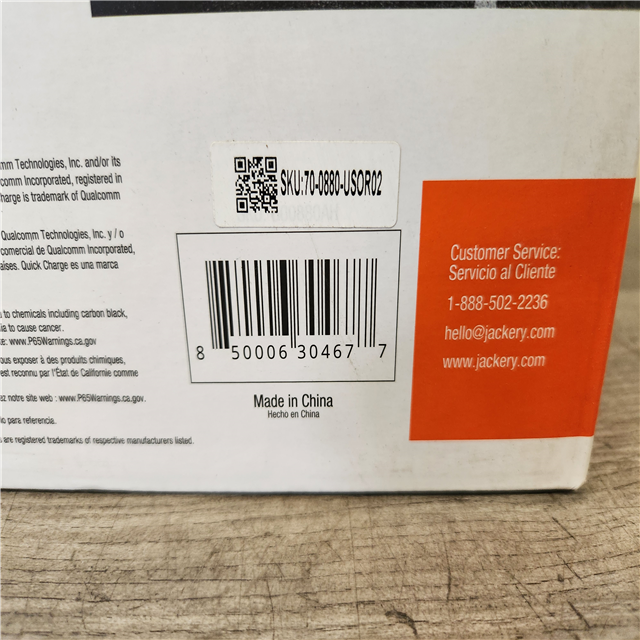 mm Technologies, Inc. and/or its
comm Incorporated, registered in
harge is trademark of Qualcomm
Qualcomm Technologies, Inc. y / o
comercial de Qualcomm Incorporated,
aises. Quick Charge es una marca
to chemicals including carbon black,
ia to cause cancer.
e: www.P65Warnings.ca.gov
ous exposer à des produits chimiques,
est reconnu par l'État de Californie comme
ez notre site web : www.P65Warnings.ca.gov.
io para referencia.
are registered trademarks of respective manufacturers listed.
SKU:70-0880-USOR02
8 50006 30467 7
Made in China
Hecho en China
Customer Service:
Servicio al Cliente
1-888-502-2236
hello@jackery.com
www.jackery.com